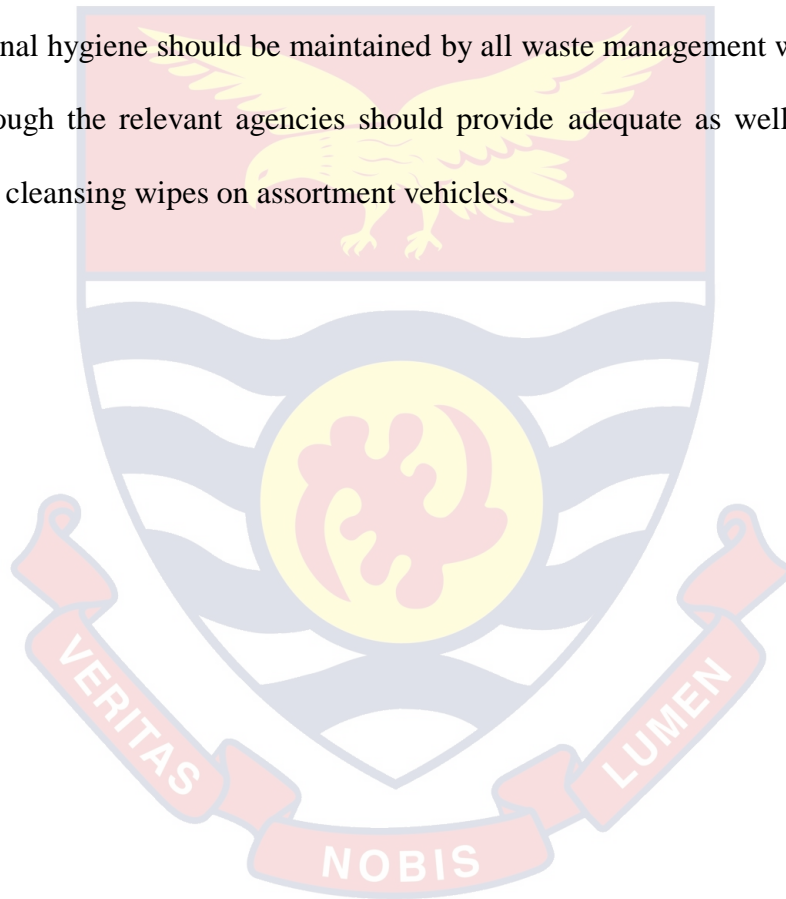 nal hygiene should be maintained by all waste management w
ough the relevant agencies should provide adequate as well
cleansing wipes on assortment vehicles.
VERITAS
NOBIS
LUMEN